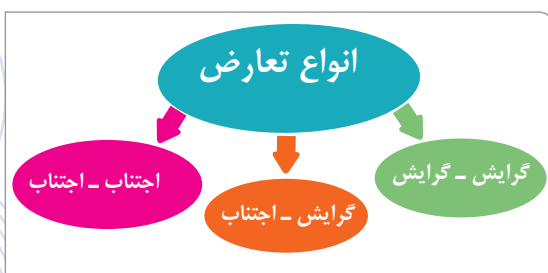 انواع تعارض
گرایش ـ گرایش
گرایش ـ اجتناب
اجتناب ـ اجتناب